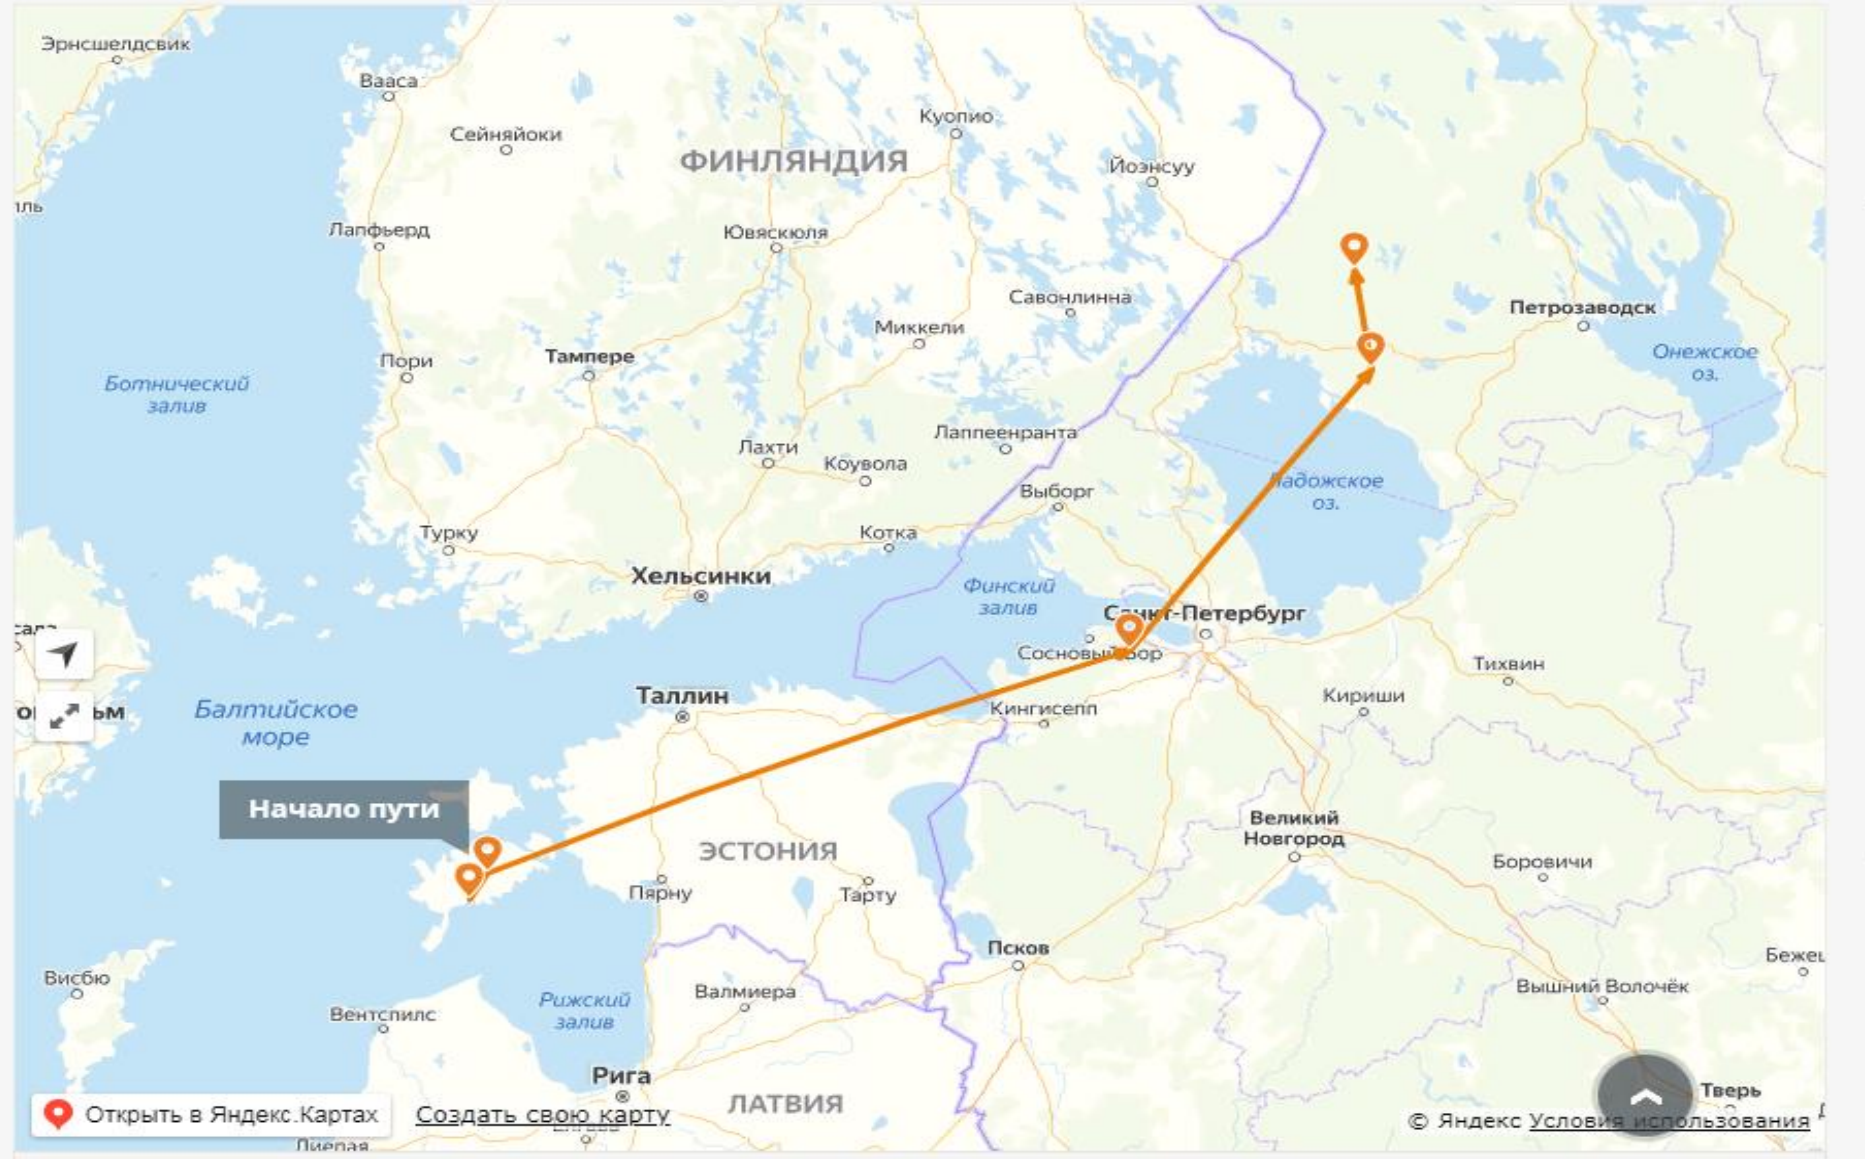 Эрнсшелдсвик
Вааса
Куопио
Сейняйоки
ФИНЛЯНДИЯ
Йоэнсуу
Лапфьерд
Ювяскюля
Савонлинна
Петрозаводск
Миккели
Онежское
оз.
Тампере
Пори
Ботнический
залив
Лаппеенранта
Лахти
Коувола
Ладожское
оз.
Выборг
Турку
Котка
Хельсинки
Финский
залив
Санкт-Петербург
Сосновый Бор
Тихвин
Таллин
Кириши
Кингисепп
Балтийское
море
Начало пути
Великий
Новгород
ЭСТОНИЯ
Боровичи
Пярну
Тарту
Псков
Висбю
Вышний Волочёк
Валмиера
Рижский
залив
Вентспилс
Рига
Тверь
ЛАТВИЯ
Открыть в Яндекс.Картах
Создать свою карту
© Яндекс Условия использования